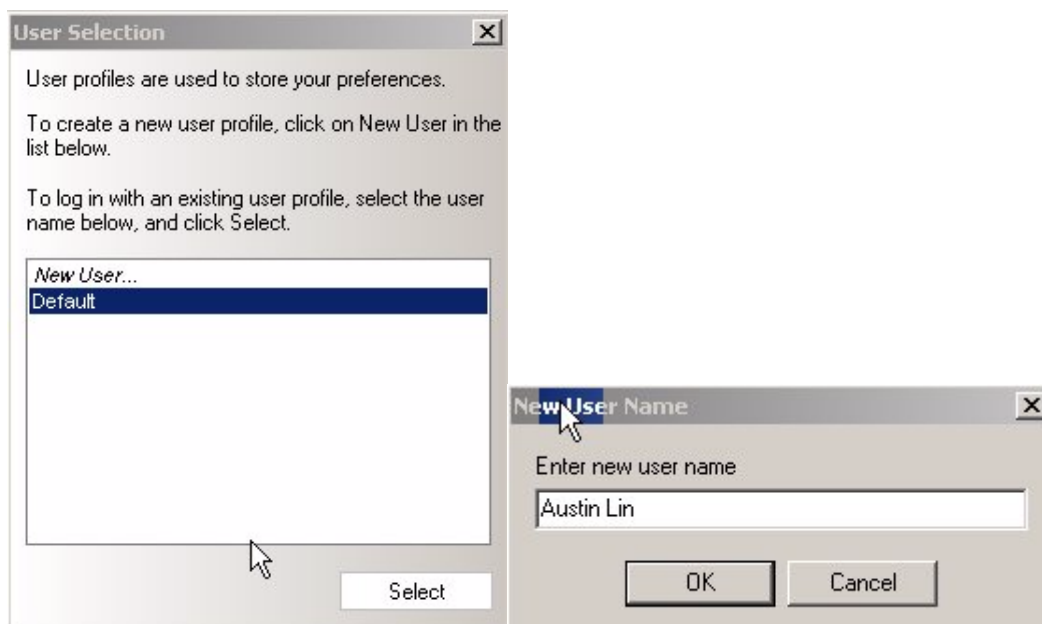 User Selection
User profiles are used to store your preferences.
To create a new user profile, click on New User in the
list below.
To log in with an existing user profile, select the user
name below, and click Select.
New User...
Default
Select
New User Name
Enter new user name
Austin Lin
OK
Cancel